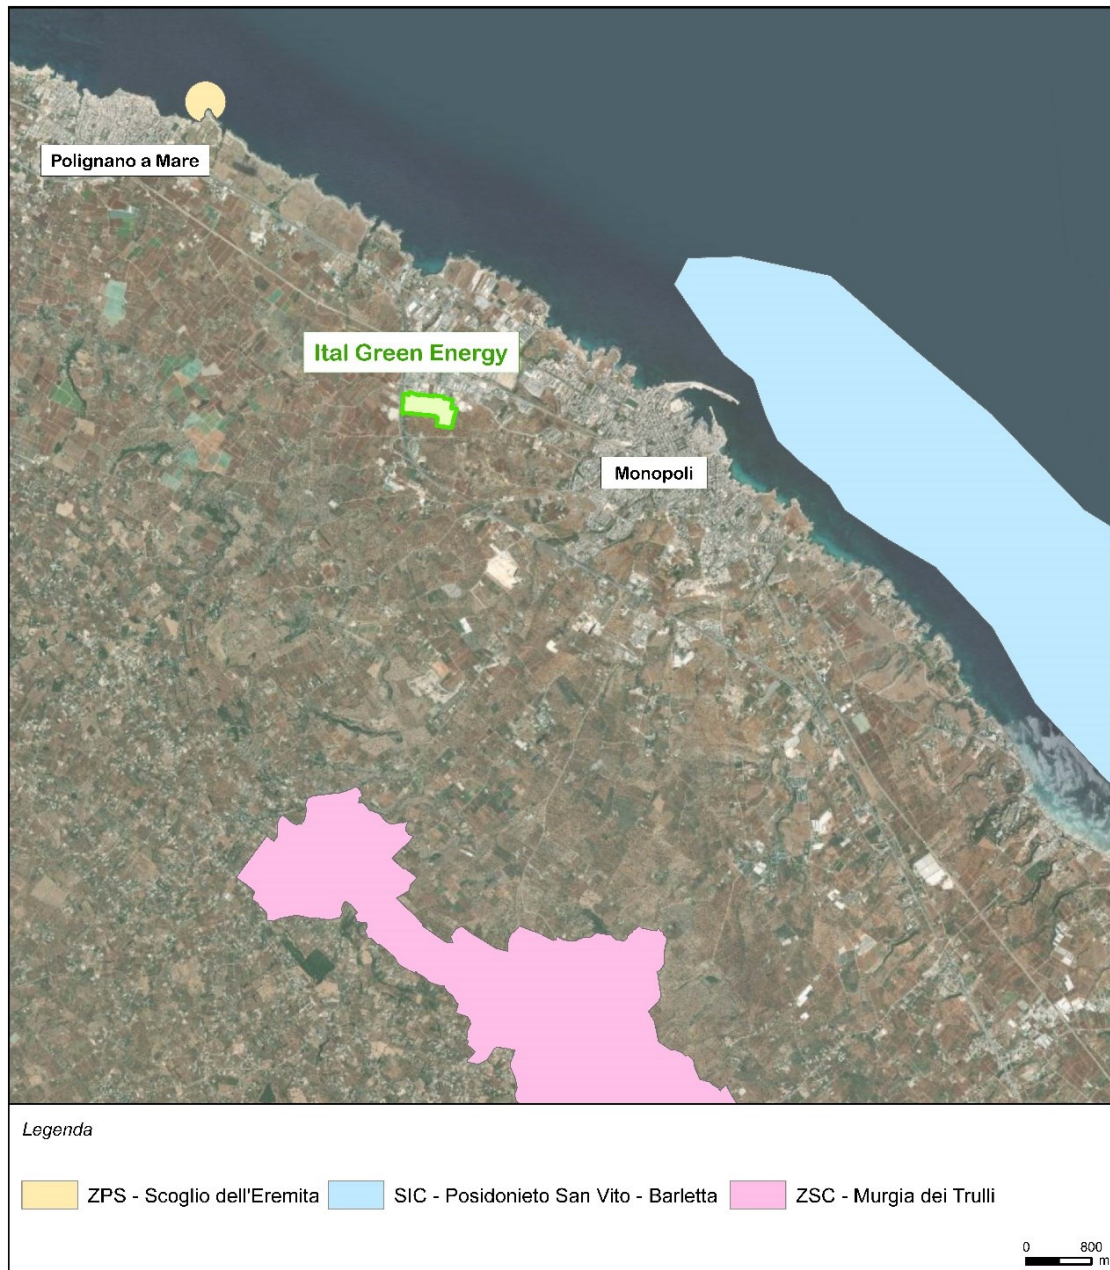 Polignano a Mare
Ital Green Energy
Monopoli
Legenda
ZPS - Scoglio dell'Eremita
SIC - Posidonieto San Vito - Barletta
ZSC - Murgia dei Trulli
0 800
m